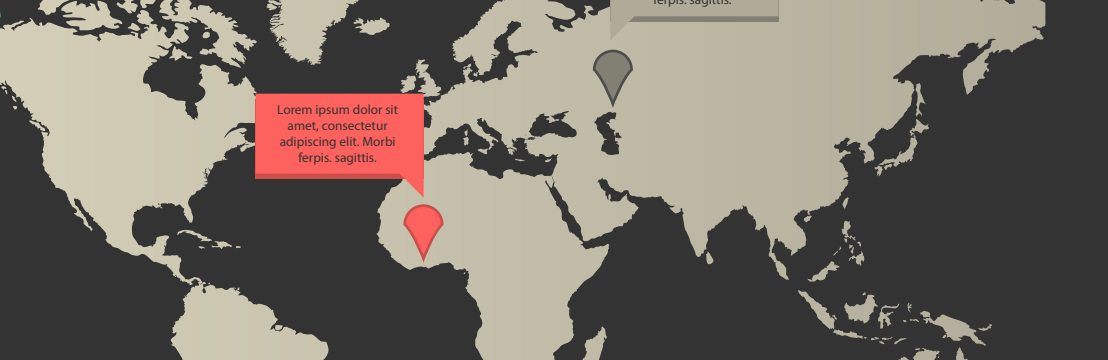 ferpis. sagittis.
Lorem ipsum dolor sit
amet, consectetur
adipiscing elit. Morbi
ferpis. sagittis.